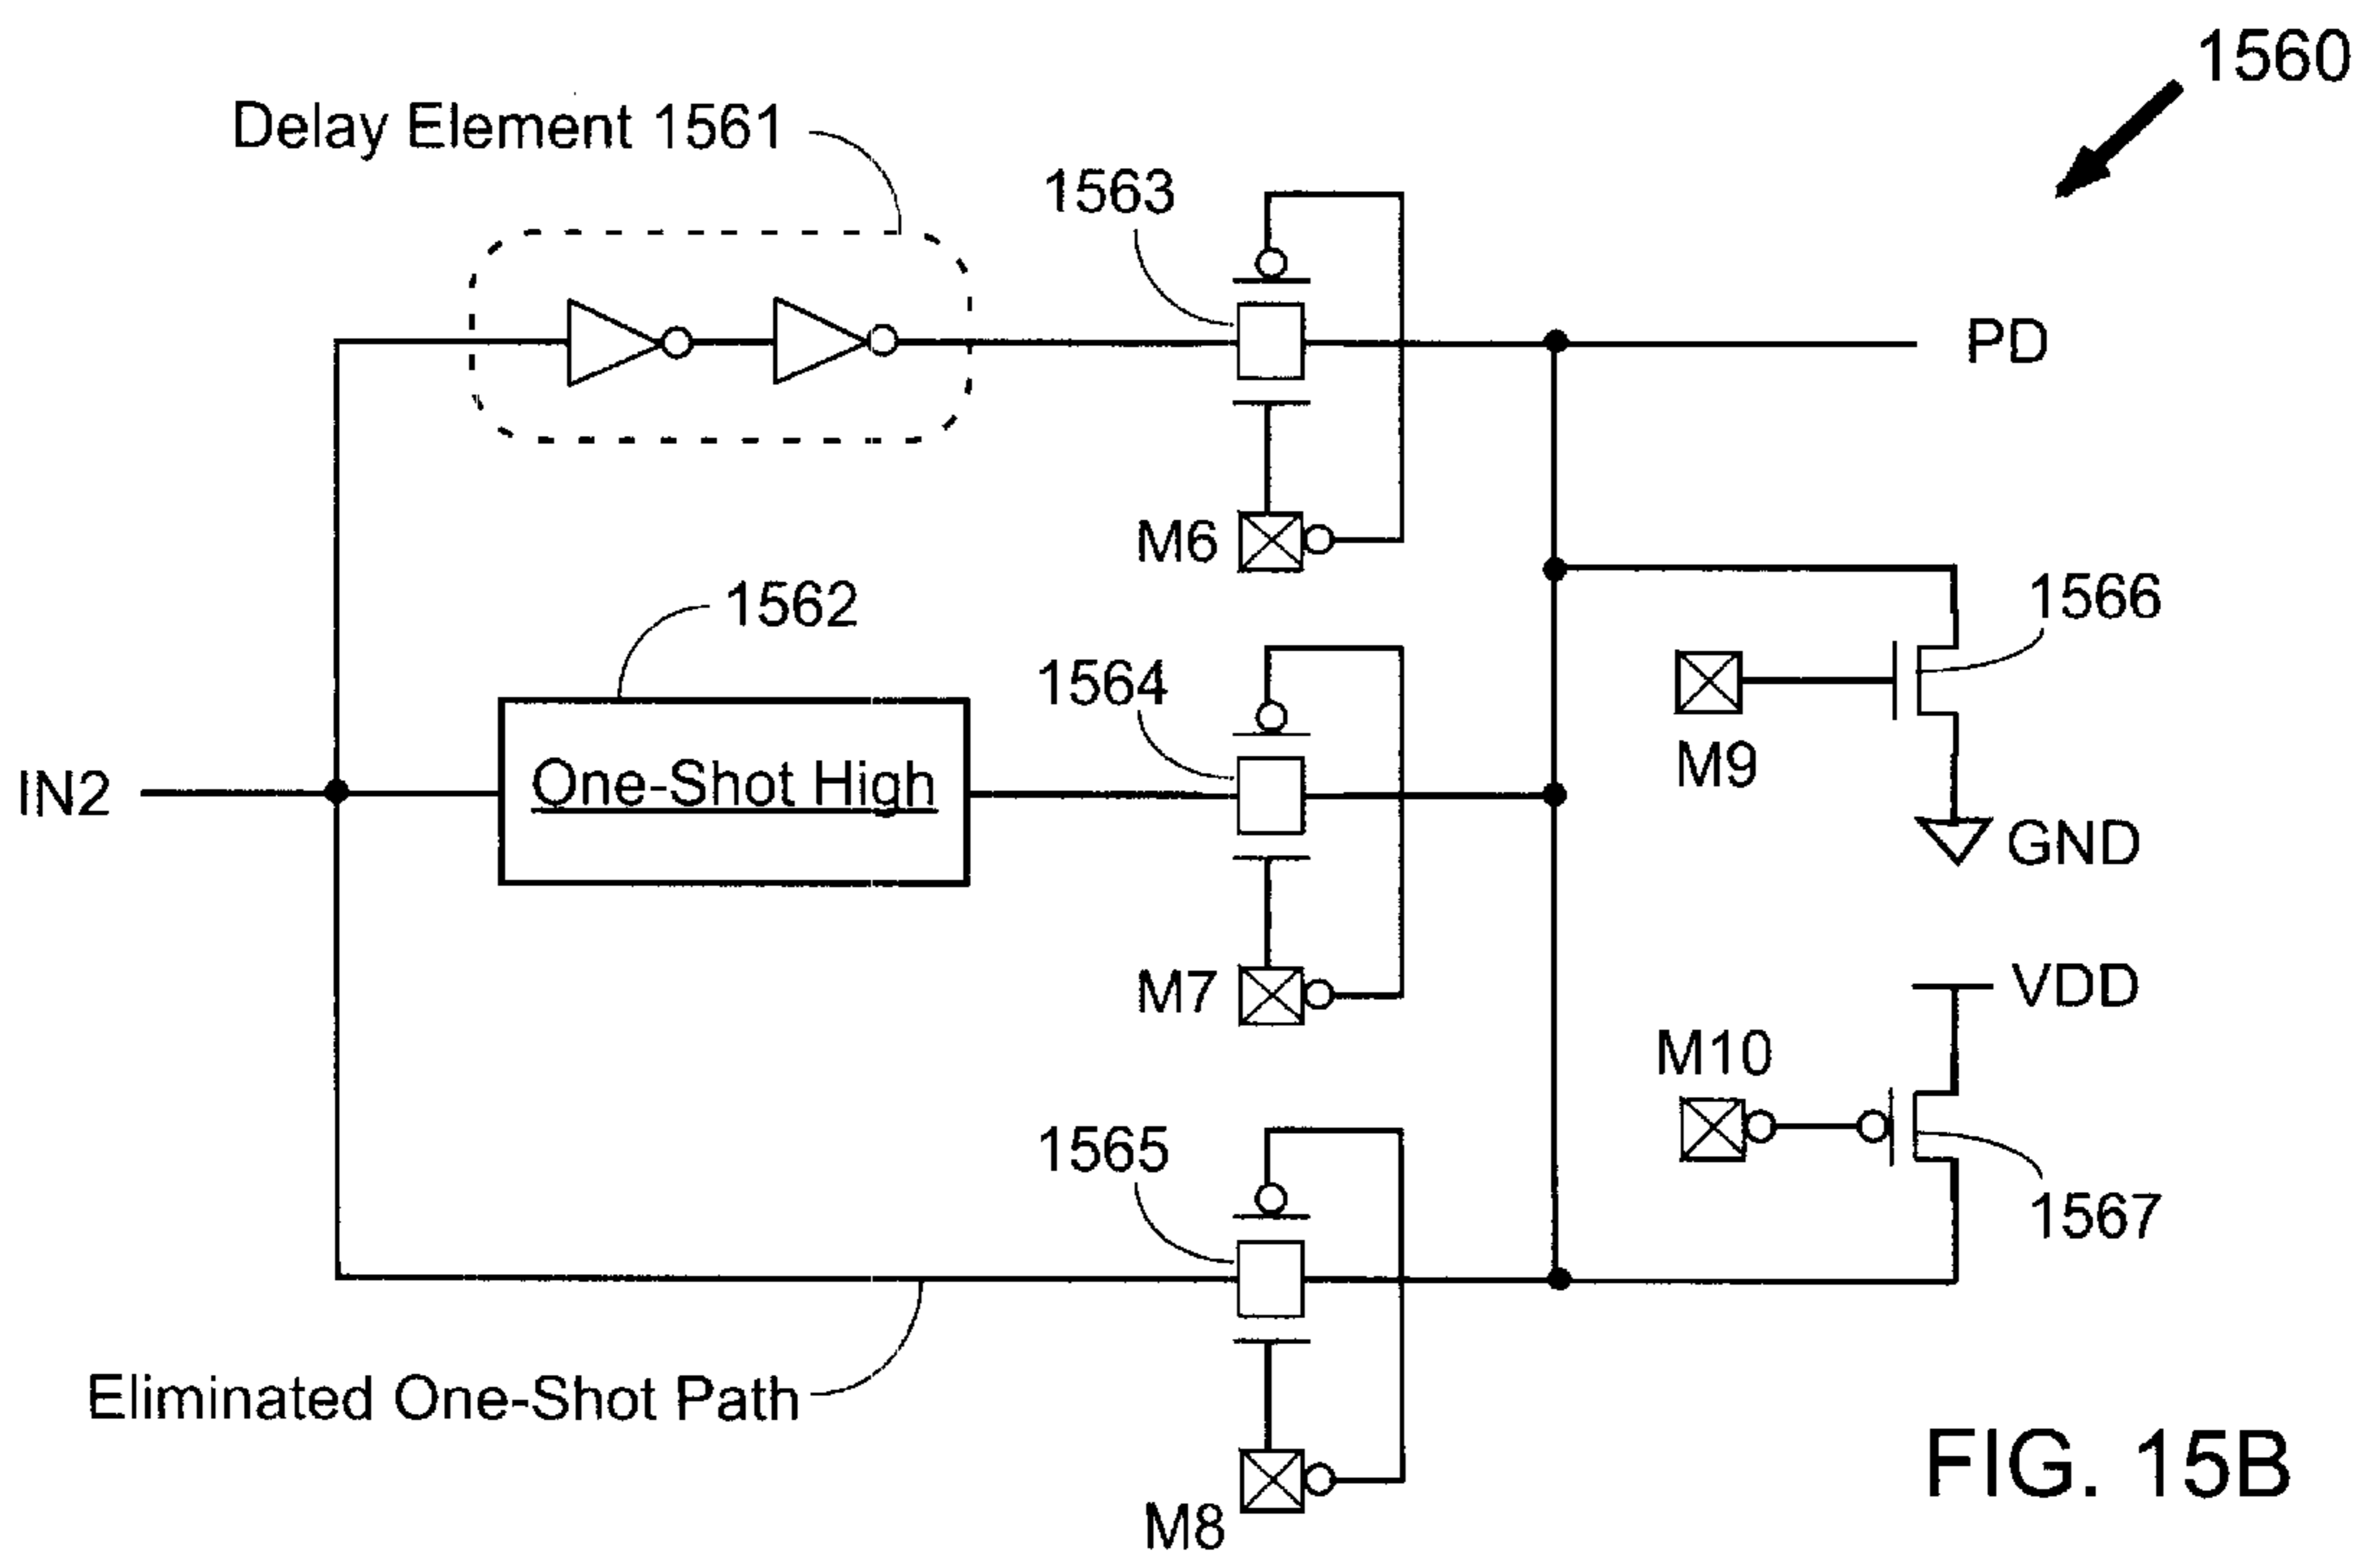 1560
Delay Element 1561
1563
PD
M6
1562
1566
1564
IN2
One-Shot High
M9
GND
M7
VDD
M10
1565
1567
Eliminated One-Shot Path
FIG. 15B
M8